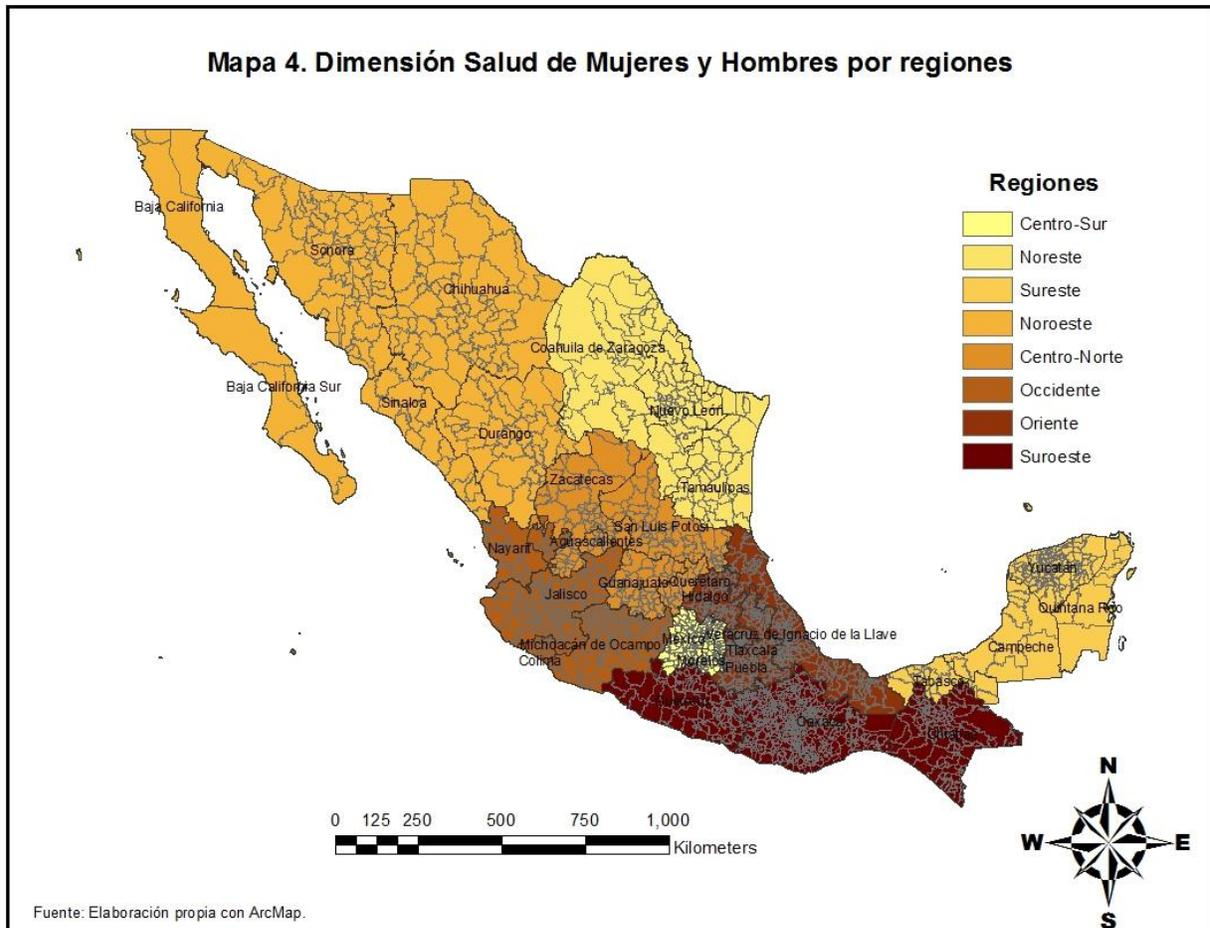 Mapa 4. Dimensión Salud de Mujeres y Hombres por regiones
Regiones
Centro-Sur
Noreste
Sureste
Noroeste
Centro-Norte
Occidente
Oriente
Suroeste
Baja California
Sonora
Chihuahua
Coahuila de Zaragoza
Baja California Sur
Sinaloa
Nuevo León
Durango
Zacatecas
Tamaulipas
San Luis Potosí
Nayarit
Aguascalientes
Yucatán
Guanajuato
Querétaro
Jalisco
Hidalgo
Quintana Roo
México
Veracruz de Ignacio de la Llave
Michoacán de Ocampo
Tlaxcala
Campeche
Colima
Morelos
Puebla
Tabasco
Guerrero
Oaxaca
Chiapas
0 125 250 500 750 1,000
Kilometers
N
W
E
S
Fuente: Elaboración propia con ArcMap.